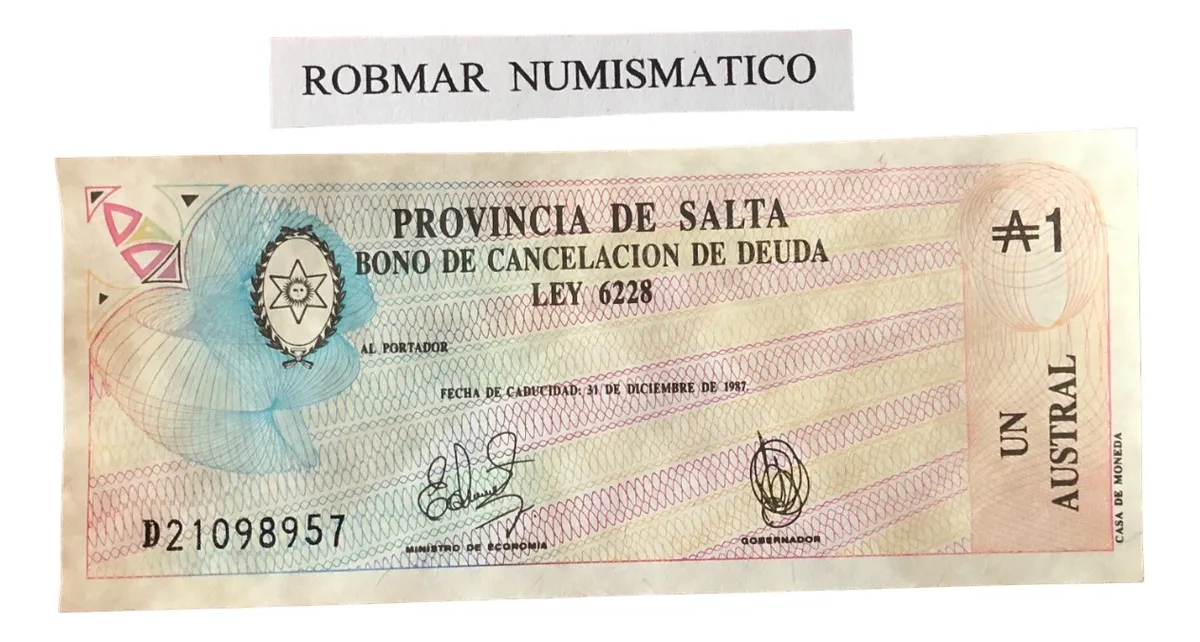 ROBMAR NUMISMATICO
PROVINCIA DE SALTA
BONO DE CANCELACION DE DEUDA
LEY 6228
₳1
AL PORTADOR
FECHA DE CADUCIDAD: 31 DE DICIEMBRE DE 1987.
UN
AUSTRAL
CASA DE MONEDA
D21098957
MINISTRO DE ECONOMIA
GOBERNADOR